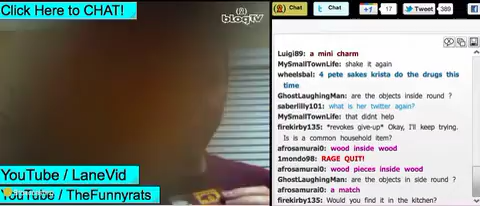 Click Here to CHAT!
blogtv
YouTube / LaneVid
YouTube / TheFunnyrats
Chat
Chat
+1
17
Tweet
389
Luigi89: a mini charm
MySmallTownLife: shake it again
wheelsbal: 4 pete sakes krista do the drugs this
time
GhostLaughingMan: are the objects inside round ?
saberlilly101: what is her twitter again?
MySmallTownLife: that didnt help
firekirby135: *revokes give-up* Okay, I'll keep trying.
Is is a common household item?
afrosamurai0: wood inside wood
1mondo98: RAGE QUIT!
afrosamurai0: wood pieces inside wood
GhostLaughingMan: are the objects in side round ?
afrosamurai0: a match
firekirby135: Would you find it in the kitchen?